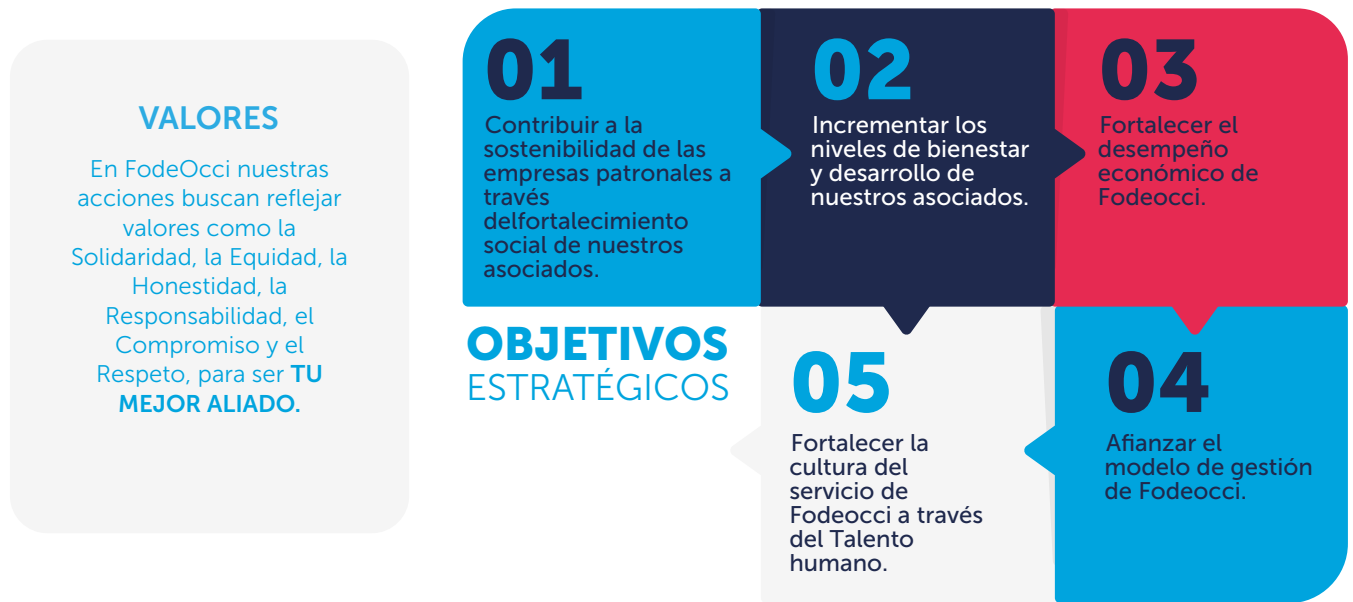 VALORES
En FodeOcci nuestras
acciones buscan reflejar
valores como la
Solidaridad, la Equidad, la
Honestidad, la
Responsabilidad, el
Compromiso y el
Respeto, para ser TU
MEJOR ALIADO.
01
Contribuir a la
sostenibilidad de las
empresas patronales a
través
delfortalecimiento
social de nuestros
asociados.
02
Incrementar los
niveles de bienestar
y desarrollo de
nuestros asociados.
03
Fortalecer el
desempeño
económico de
Fodeocci.
OBJETIVOS
ESTRATÉGICOS
05
Fortalecer la
cultura del
servicio de
Fodeocci a través
del Talento
humano.
04
Afianzar el
modelo de gestión
de Fodeocci.